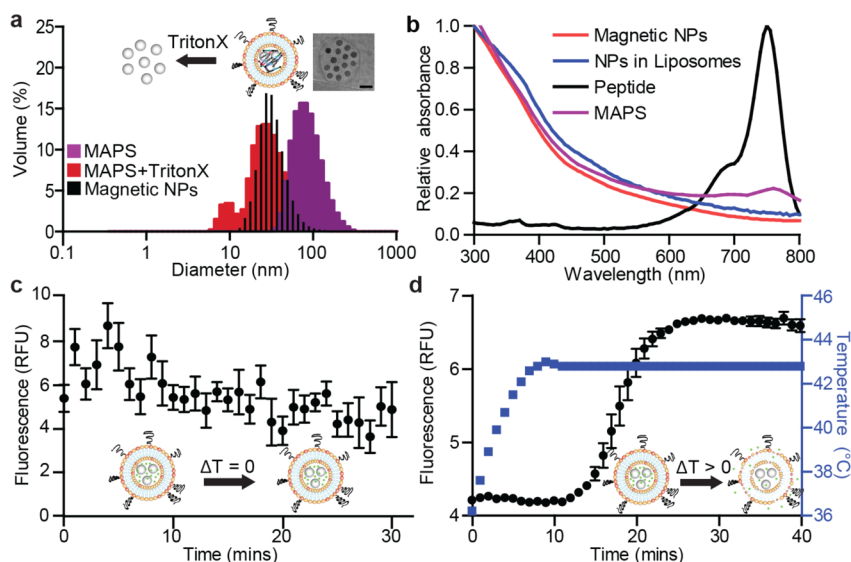 a
TritonX
Volume (%)
25
20
15
10
5
0
MAPS
MAPS+TritonX
Magnetic NPs
0.1 1 10 100 1000
Diameter (nm)
b
Relative absorbance
1.0
0.8
0.6
0.4
0.2
0.0
Magnetic NPs
NPs in Liposomes
Peptide
MAPS
300 400 500 600 700 800
Wavelength (nm)
c
Fluorescence (RFU)
10
8
6
4
2
0
ΔT = 0
0 10 20 30
Time (mins)
d
Fluorescence (RFU)
7
6
5
4
ΔT > 0
0 10 20 30 40
Time (mins)
46
44
42
40
38
36
Temperature (°C)